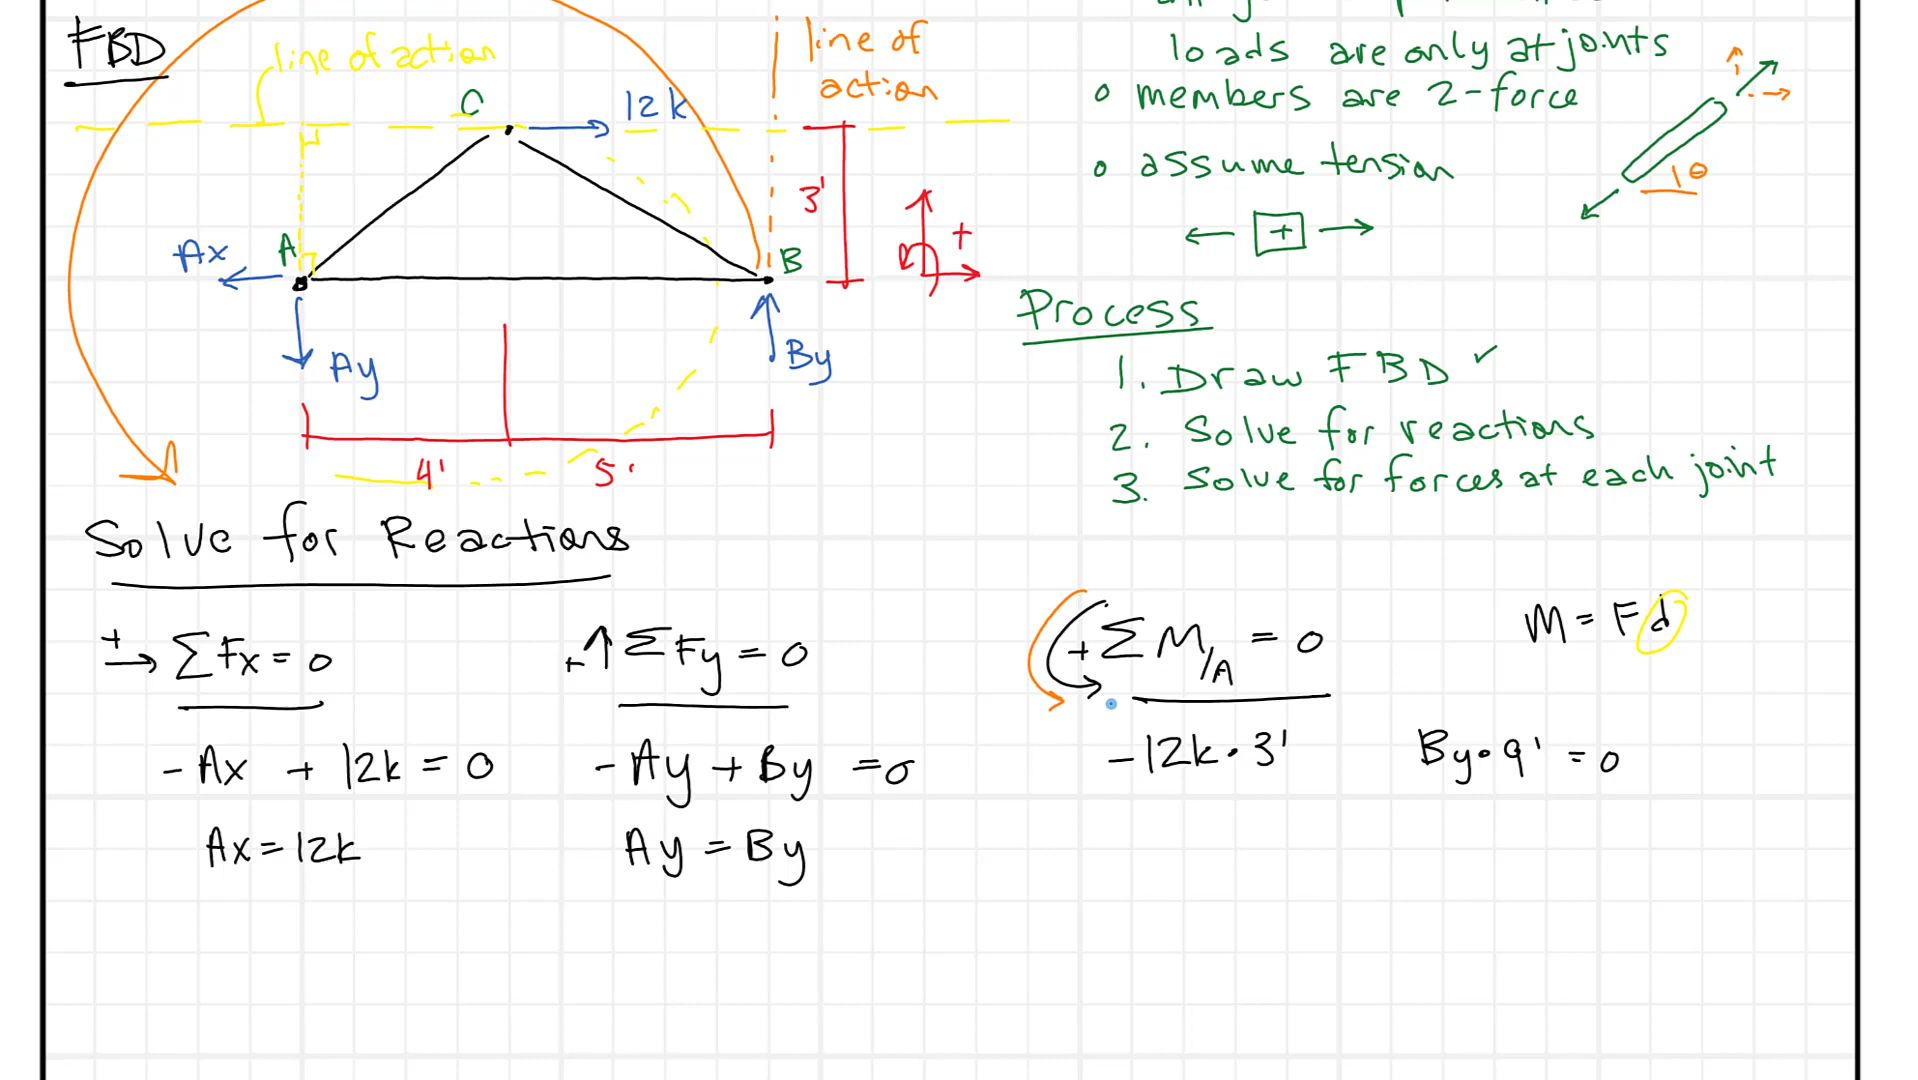 FBD
line of action
line of
action
C
12 k
3'
Ax
A
B
+
Ay
By
4'
5'
loads are only at joints
o members are 2-force
θ
o assume tension
+
Process
1. Draw FBD ✓
2. Solve for reactions
3. Solve for forces at each joint
Solve for Reactions
+→ ΣFx = 0
-Ax + 12k = 0
Ax = 12k
+↑ ΣFy = 0
-Ay + By = 0
Ay = By
+ ΣM/A = 0
M = Fd
-12k · 3' By · 9' = 0